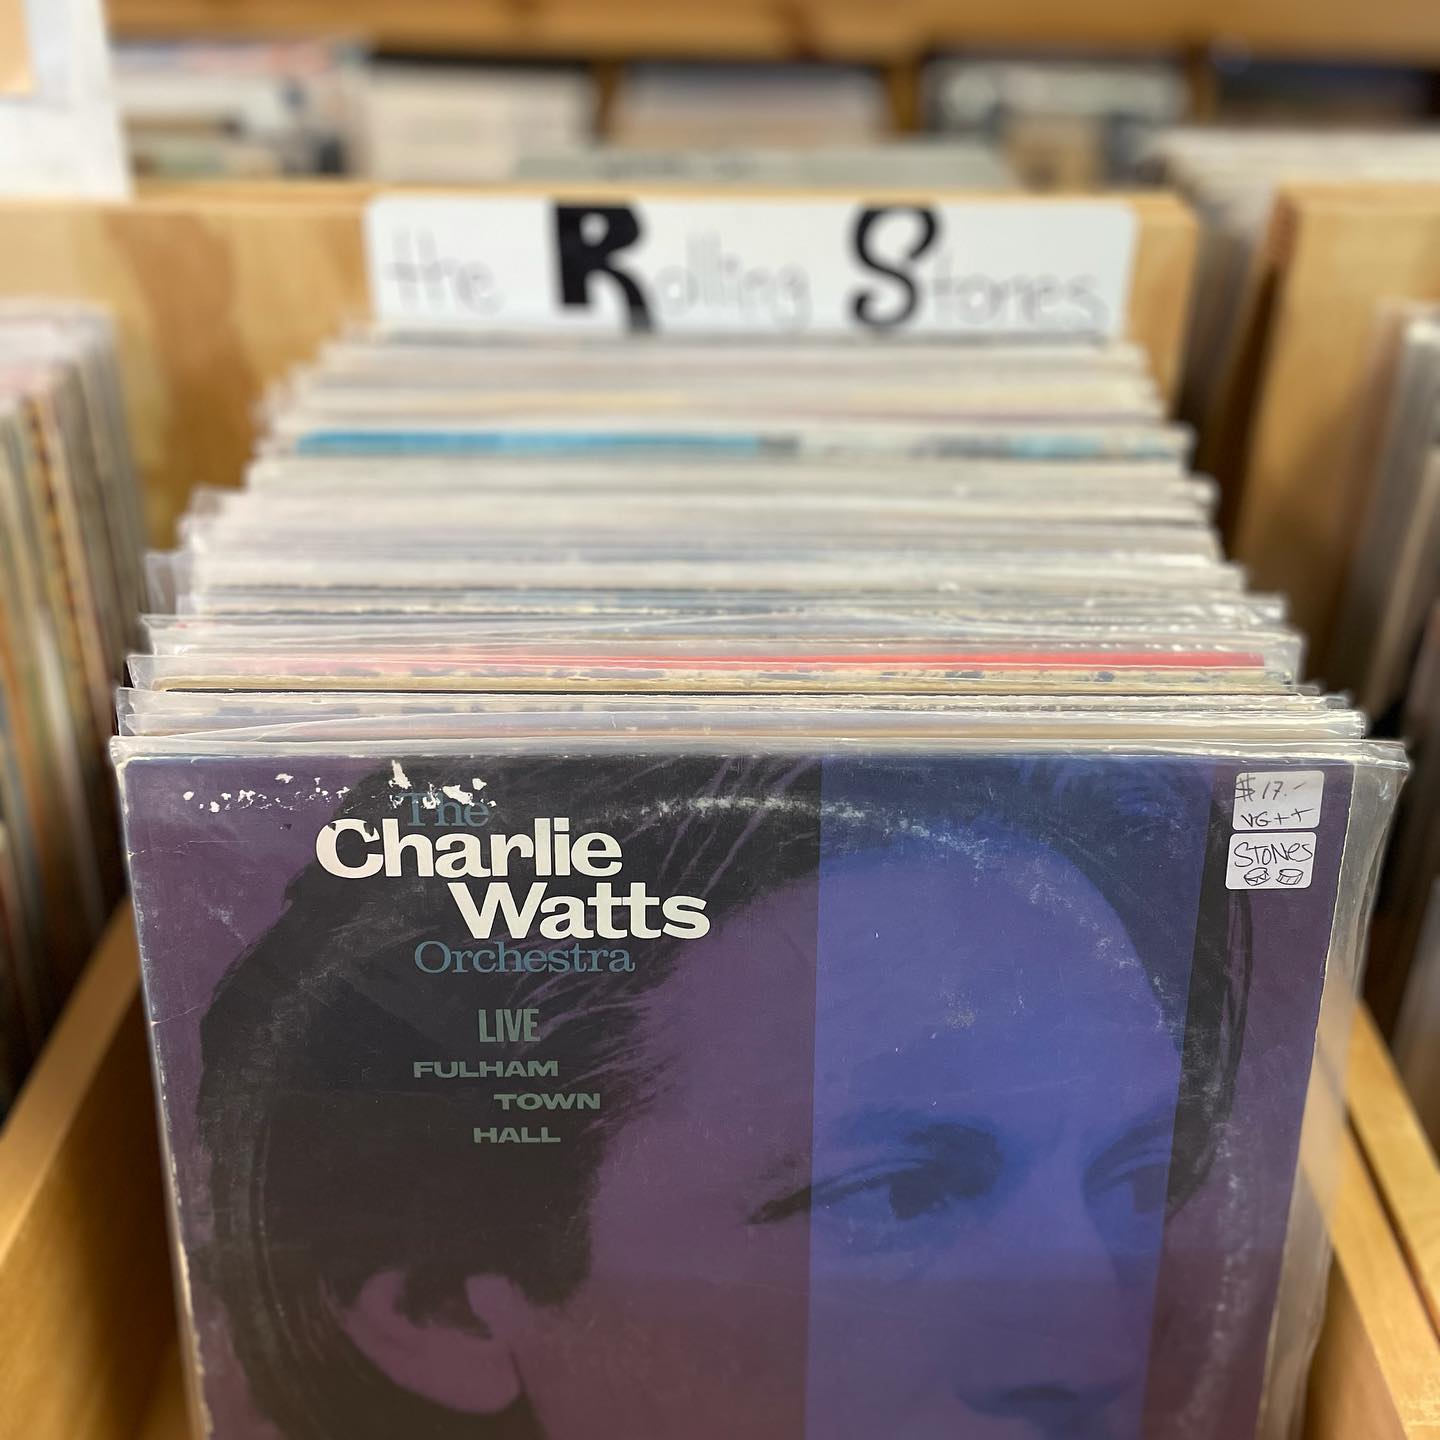 the Rolling Stones
$17.-
VG++
STONES
The
Charlie
Watts
Orchestra
LIVE
FULHAM
TOWN
HALL